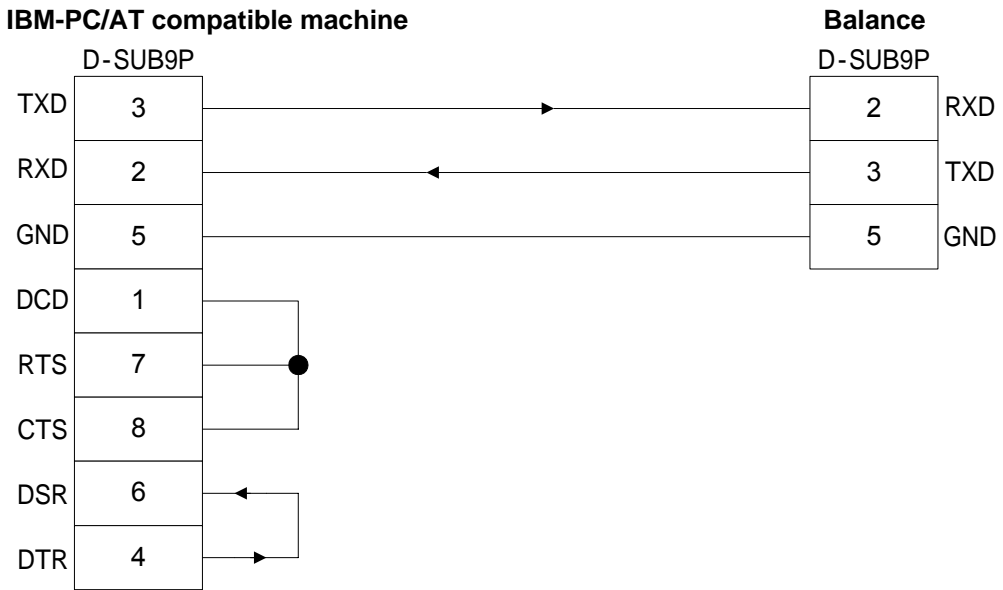 IBM-PC/AT compatible machine Balance
D-SUB9P D-SUB9P
TXD 3 2 RXD
RXD 2 3 TXD
GND 5 5 GND
DCD 1
RTS 7
CTS 8
DSR 6
DTR 4